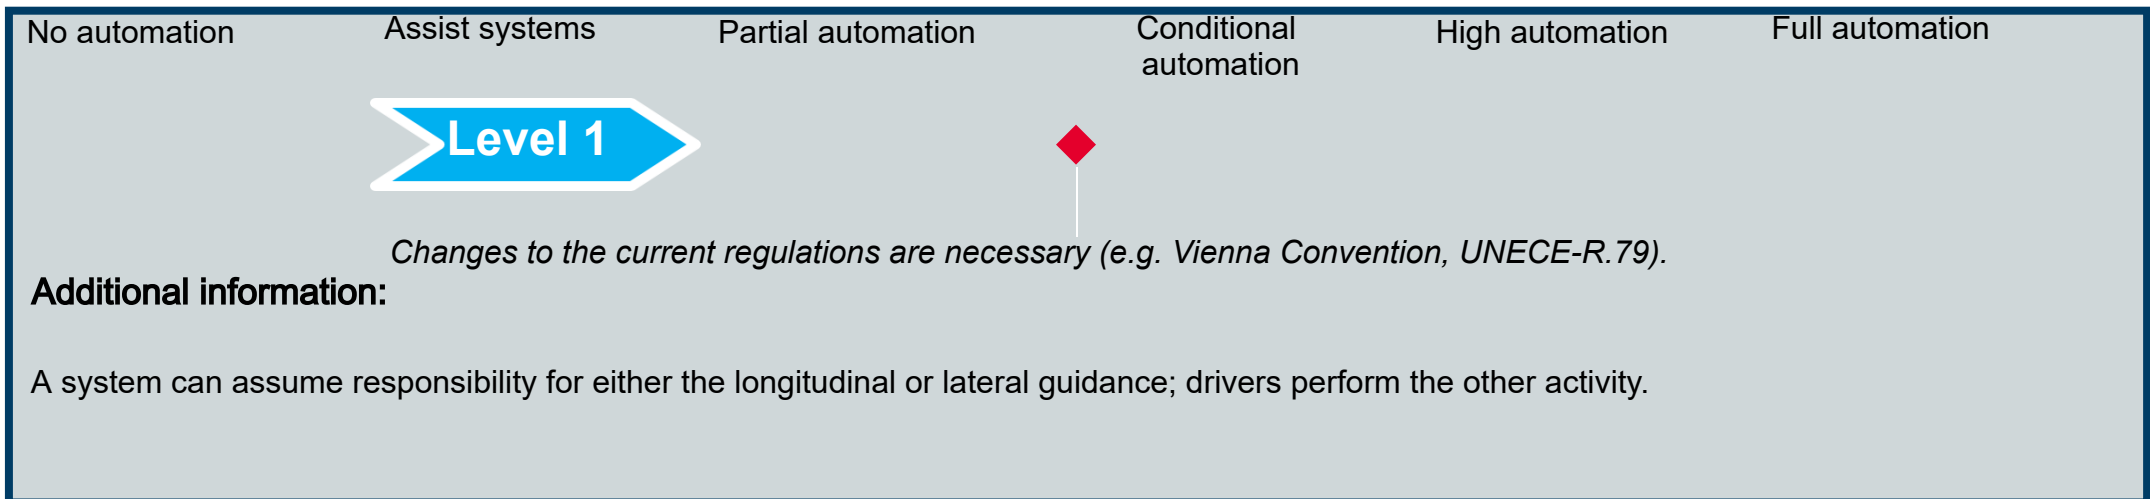 No automation
Assist systems
Partial automation
Conditional
automation
High automation
Full automation
Level 1
Changes to the current regulations are necessary (e.g. Vienna Convention, UNECE-R.79).
Additional information:
A system can assume responsibility for either the longitudinal or lateral guidance; drivers perform the other activity.